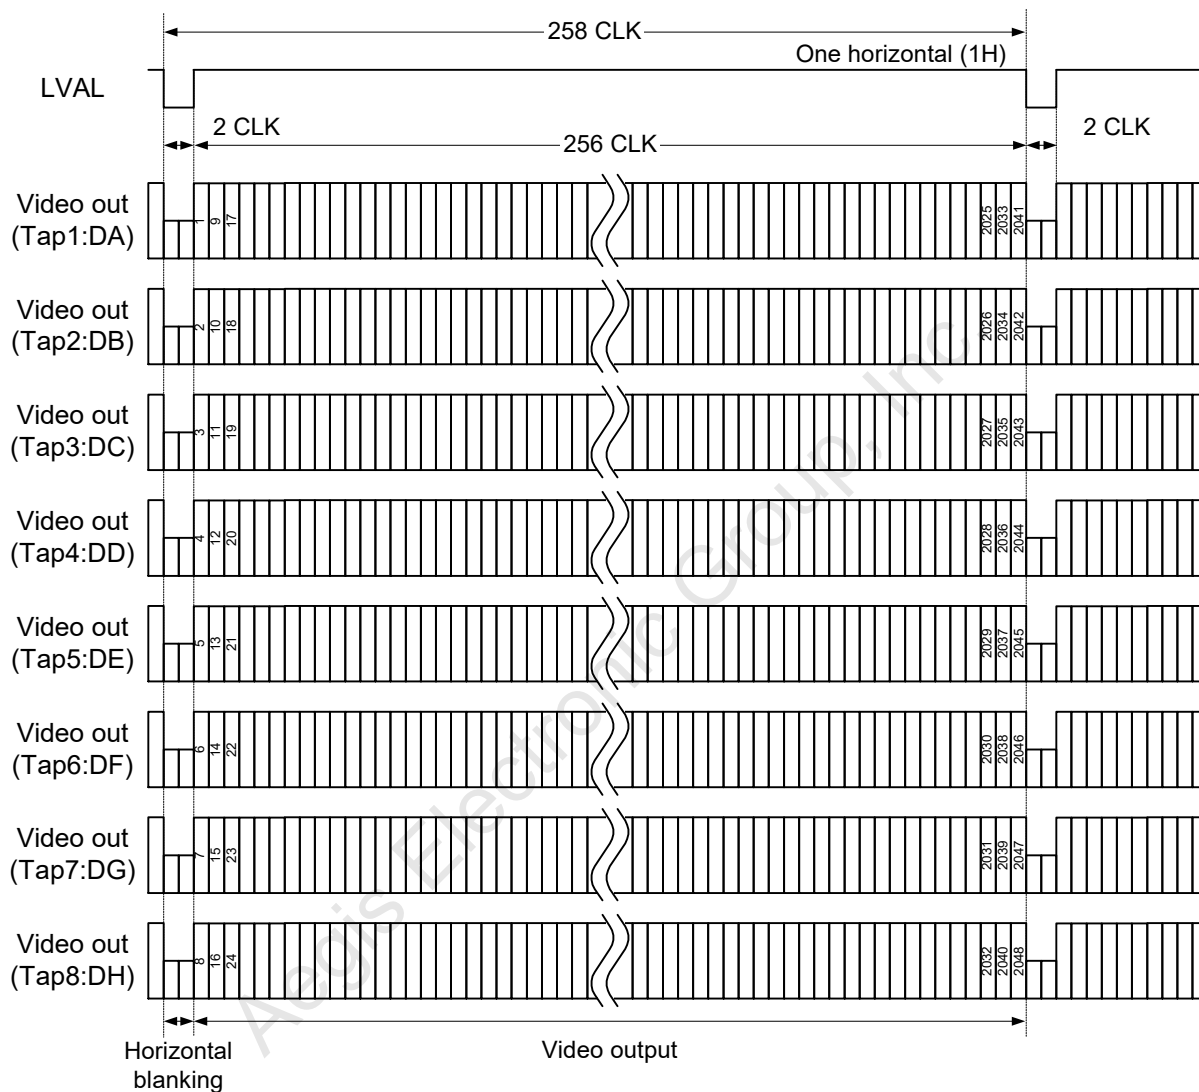 258 CLK
One horizontal (1H)
LVAL
2 CLK
256 CLK
2 CLK
Video out
(Tap1:DA)
1 9 17 2025 2033 2041
Video out
(Tap2:DB)
2 10 18 2026 2034 2042
Video out
(Tap3:DC)
3 11 19 2027 2035 2043
Video out
(Tap4:DD)
4 12 20 2028 2036 2044
Video out
(Tap5:DE)
5 13 21 2029 2037 2045
Video out
(Tap6:DF)
6 14 22 2030 2038 2046
Video out
(Tap7:DG)
7 15 23 2031 2039 2047
Video out
(Tap8:DH)
8 16 24 2032 2040 2048
Horizontal
blanking
Video output
Aegis Electronic Group, Inc.